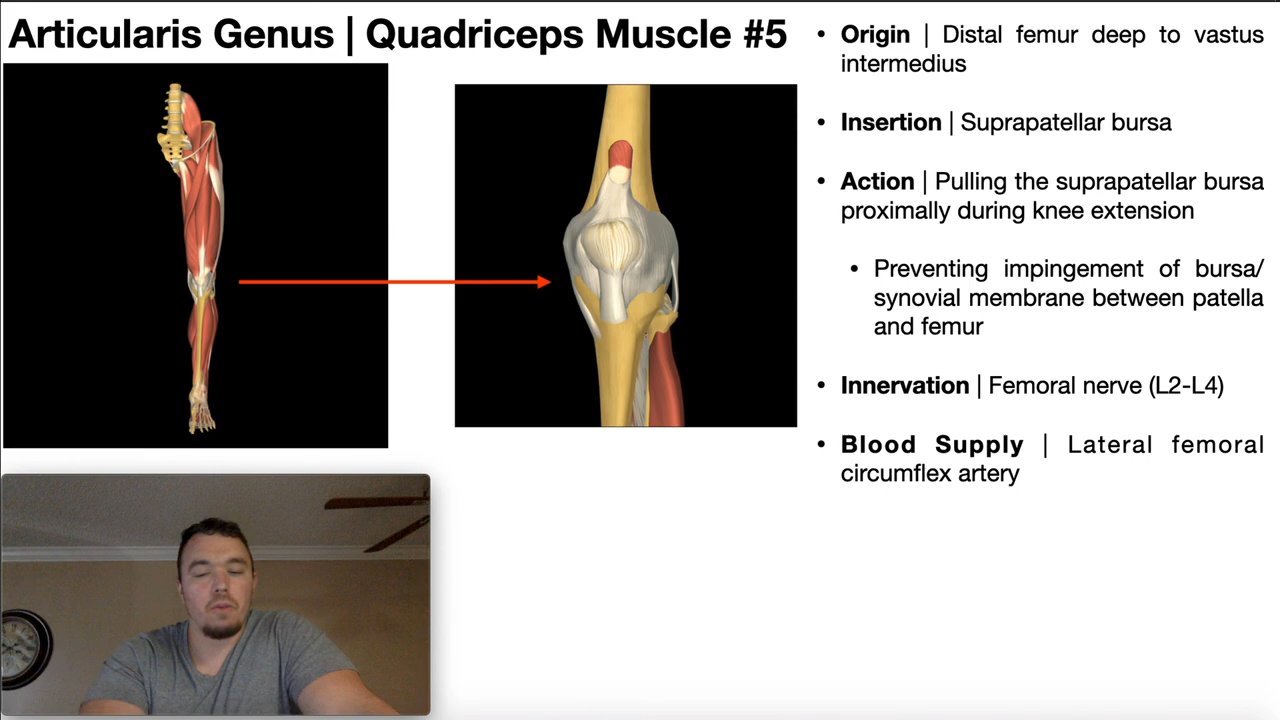 Articularis Genus | Quadriceps Muscle #5
• Origin | Distal femur deep to vastus
intermedius
• Insertion | Suprapatellar bursa
• Action | Pulling the suprapatellar bursa
proximally during knee extension
• Preventing impingement of bursa/
synovial membrane between patella
and femur
• Innervation | Femoral nerve (L2-L4)
• Blood Supply | Lateral femoral
circumflex artery